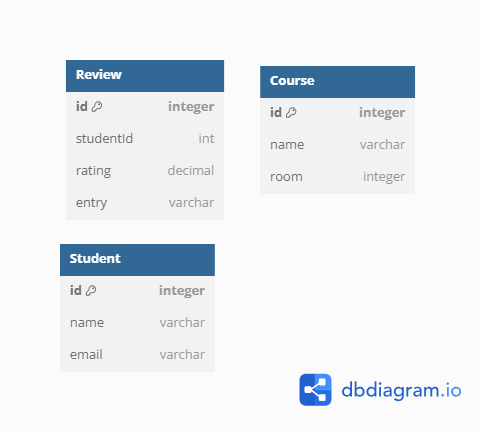 Review
id integer
studentId int
rating decimal
entry varchar
Course
id integer
name varchar
room integer
Student
id integer
name varchar
email varchar
dbdiagram.io